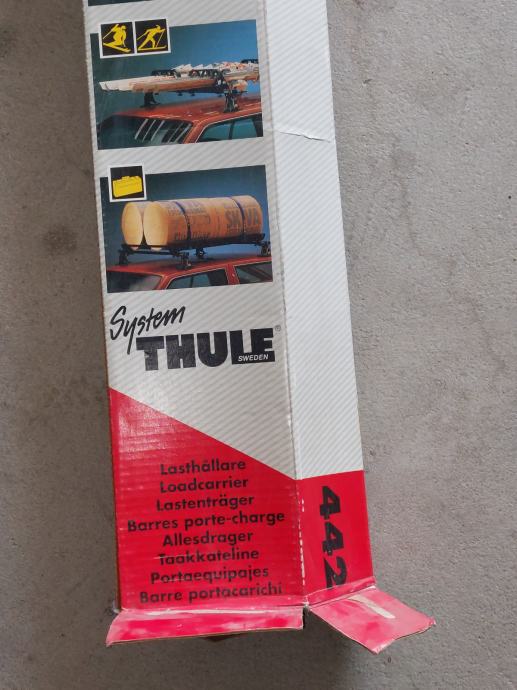 System
THULE®
SWEDEN
Lasthållare
Loadcarrier
Lastenträger
Barres porte-charge
Allesdrager
Taakkateline
Portaequipajes
Barre portacarichi
442